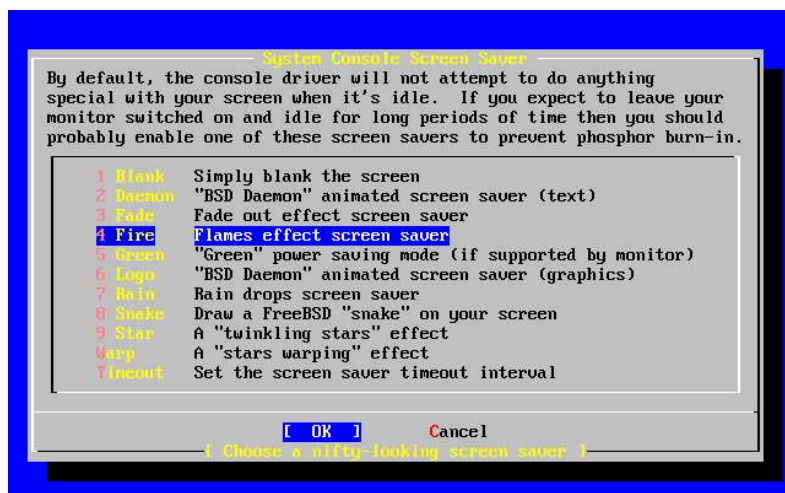 System Console Screen Saver
By default, the console driver will not attempt to do anything
special with your screen when it's idle.  If you expect to leave your
monitor switched on and idle for long periods of time then you should
probably enable one of these screen savers to prevent phosphor burn-in.
1 Blank Simply blank the screen
2 Daemon "BSD Daemon" animated screen saver (text)
3 Fade Fade out effect screen saver
4 Fire Flames effect screen saver
5 Green "Green" power saving mode (if supported by monitor)
6 Logo "BSD Daemon" animated screen saver (graphics)
7 Rain Rain drops screen saver
8 Snake Draw a FreeBSD "snake" on your screen
9 Star A "twinkling stars" effect
Warp A "stars warping" effect
Timeout Set the screen saver timeout interval
[ OK ] Cancel
[ Choose a nifty-looking screen saver ]